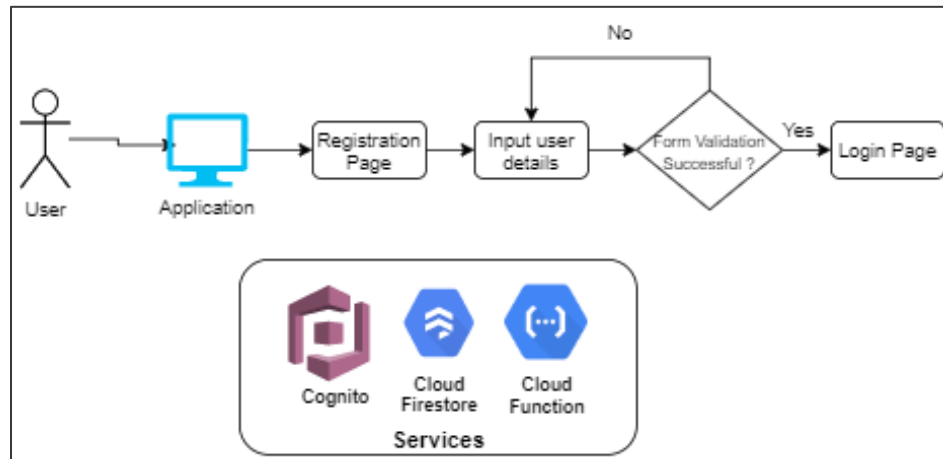 No
User
Application
Registration
Page
Input user
details
Form Validation
Successful ?
Yes
Login Page
Cognito
Cloud
Firestore
Cloud
Function
Services